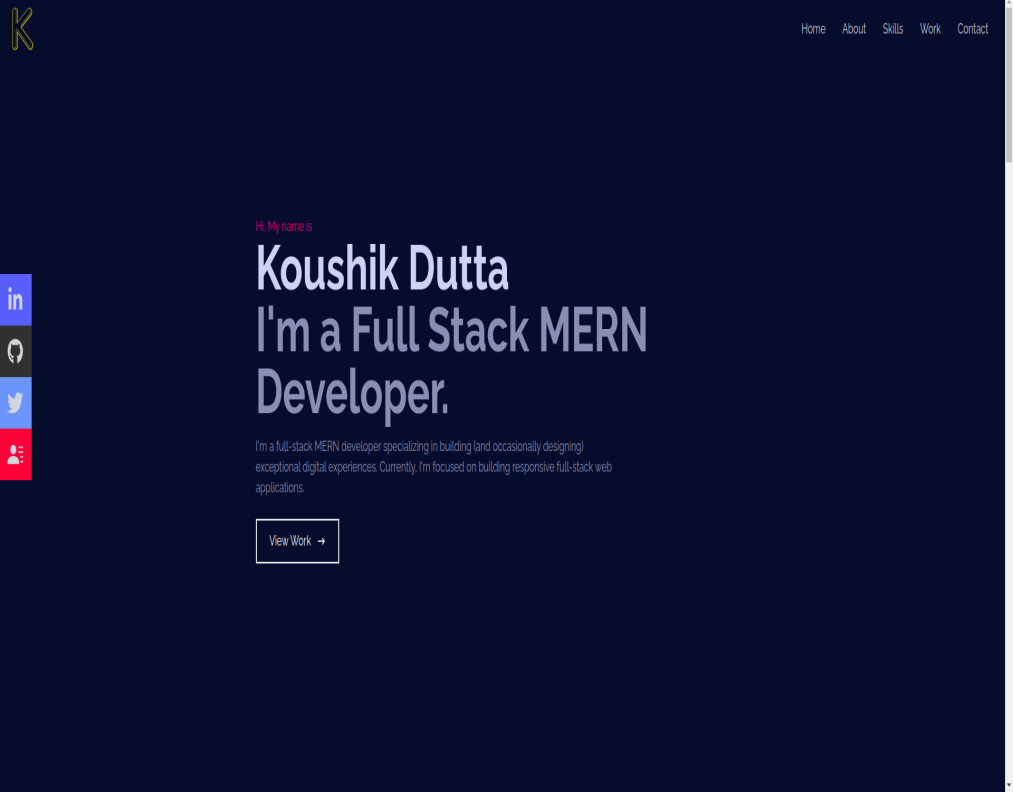 K
Home About Skills Work Contact
Hi, My name is
Koushik Dutta
I'm a Full Stack MERN
Developer.
I'm a full-stack MERN developer specializing in building (and occasionally designing)
exceptional digital experiences. Currently, I'm focused on building responsive full-stack web
applications.
View Work →
in